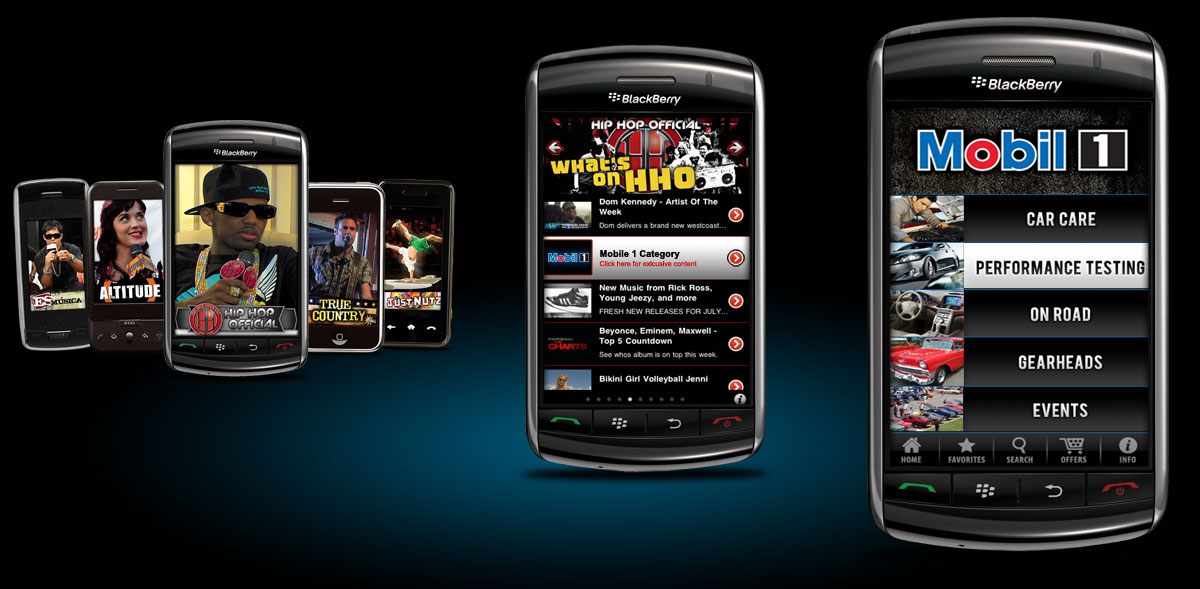 ES
MÚSICA
ALTITUDE
MENU
BlackBerry
HIP HOP
OFFICIAL
TRUE
COUNTRY
JUST NUTZ
BlackBerry
HIP HOP OFFICIAL
WHAT'S
ON HHO
Dom Kennedy - Artist Of The
Week
Dom delivers a brand new westcoast...
Mobil 1
Mobile 1 Category
Click here for exlcusive content
New Music from Rick Ross,
Young Jeezy, and more
FRESH NEW RELEASES FOR JULY...
CHARTS
Beyonce, Eminem, Maxwell -
Top 5 Countdown
See whos album is on top this week.
Bikini Girl Volleyball Jenni
i
BlackBerry
Mobil 1
CAR CARE
PERFORMANCE TESTING
ON ROAD
GEARHEADS
EVENTS
HOME
FAVORITES
SEARCH
OFFERS
i
INFO